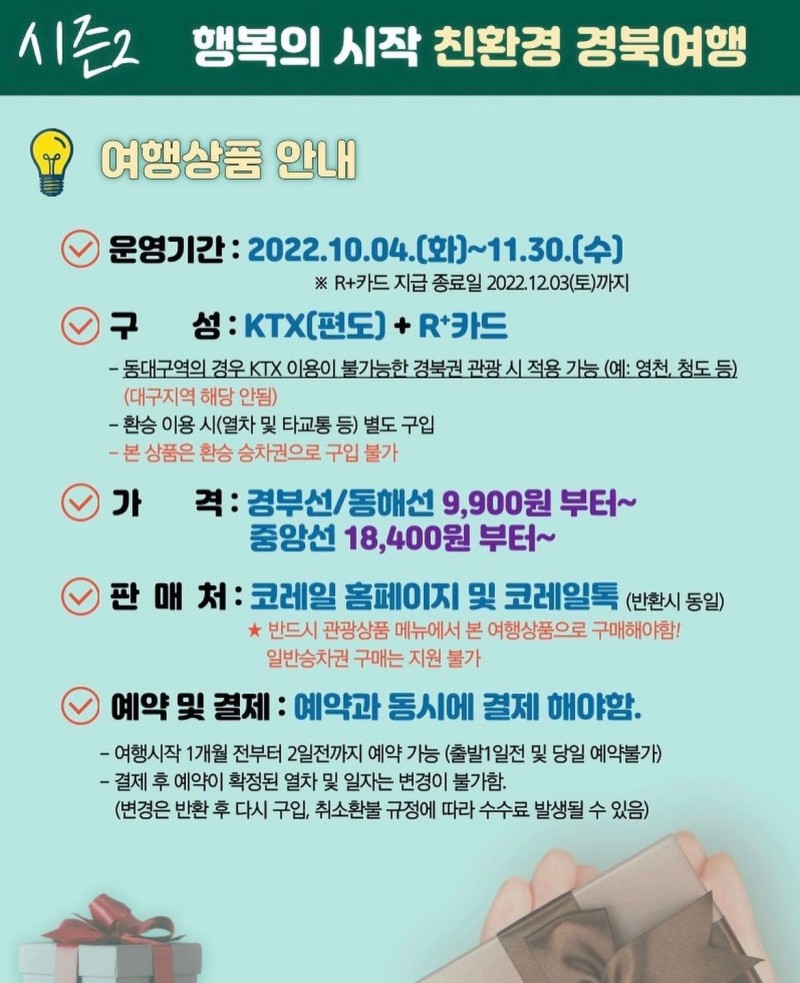 시즌2 행복의 시작 친환경 경북여행
여행상품 안내
운영기간 : 2022.10.04.(화)~11.30.(수)
※ R+카드 지급 종료일 2022.12.03(토)까지
구 성 : KTX(편도) + R+카드
- 동대구역의 경우 KTX 이용이 불가능한 경북권 관광 시 적용 가능 (예: 영천, 청도 등)
(대구지역 해당 안됨)
- 환승 이용 시(열차 및 타교통 등) 별도 구입
- 본 상품은 환승 승차권으로 구입 불가
가 격 : 경부선/동해선 9,900원 부터~
중앙선 18,400원 부터~
판 매 처 : 코레일 홈페이지 및 코레일톡 (반환시 동일)
★ 반드시 관광상품 메뉴에서 본 여행상품으로 구매해야함!
일반승차권 구매는 지원 불가
예약 및 결제 : 예약과 동시에 결제 해야함.
- 여행시작 1개월 전부터 2일전까지 예약 가능 (출발1일전 및 당일 예약불가)
- 결제 후 예약이 확정된 열차 및 일자는 변경이 불가함.
(변경은 반환 후 다시 구입, 취소환불 규정에 따라 수수료 발생될 수 있음)